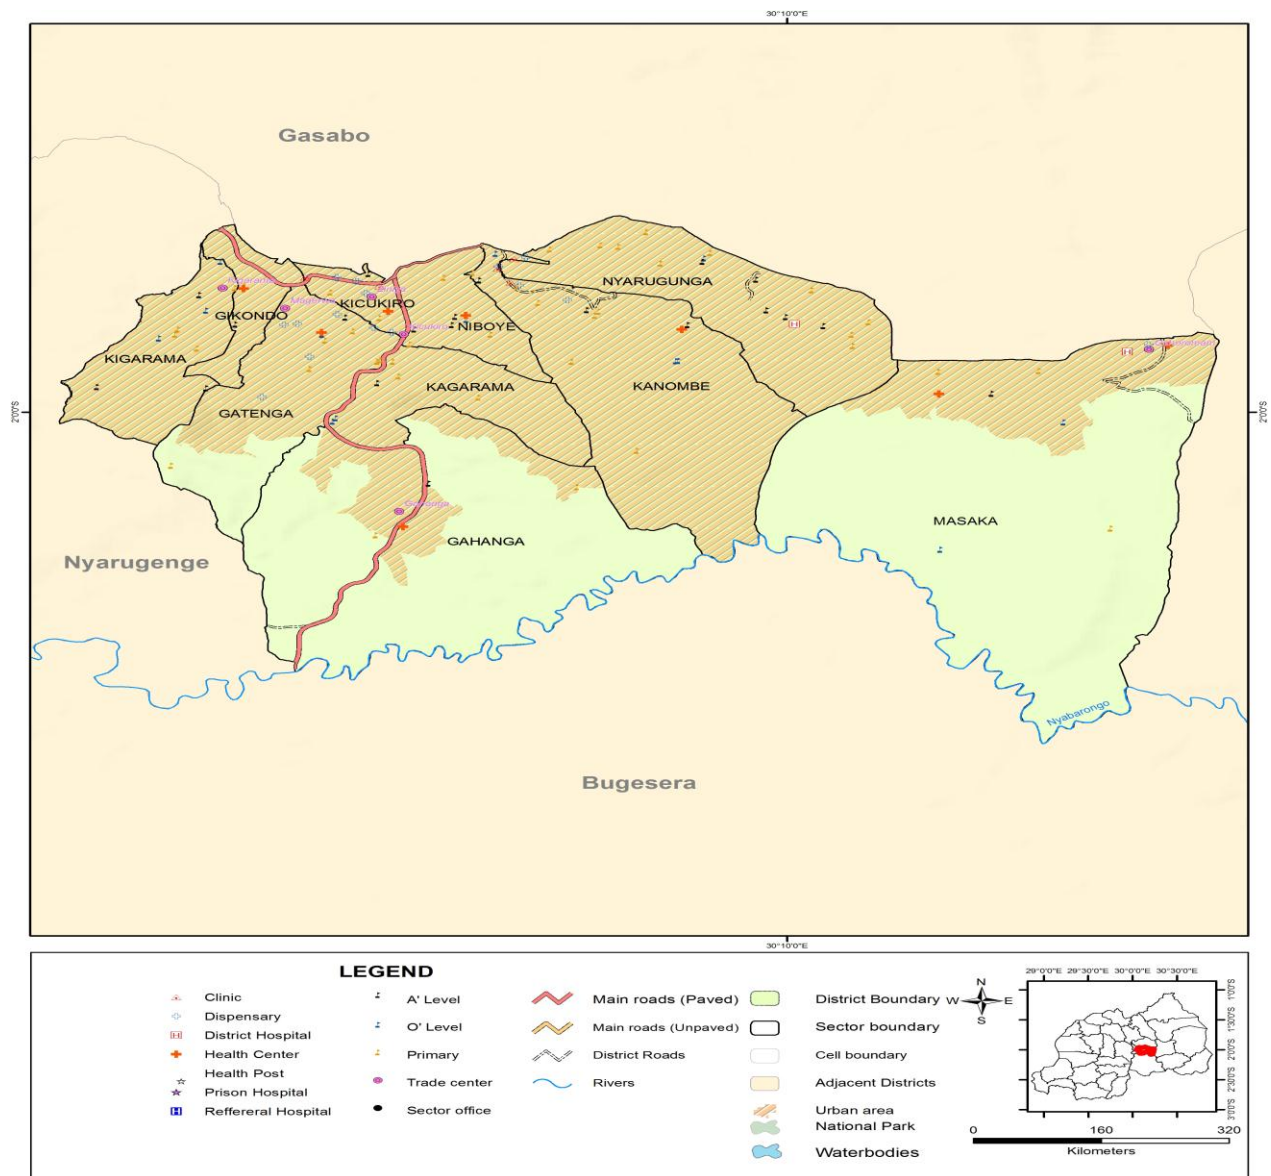 30°10'0"E
Gasabo
NYARUGUNGA
KICUKIRO
GIKONDO
NIBOYE
KIGARAMA
KAGARAMA
KANOMBE
2°0'0"S
GATENGA
2°0'0"S
MASAKA
GAHANGA
Nyarugenge
Nyabarongo
Bugesera
30°10'0"E
LEGEND
Clinic
Dispensary
District Hospital
Health Center
Health Post
Prison Hospital
Reffereral Hospital
A' Level
O' Level
Primary
Trade center
Sector office
Main roads (Paved)
Main roads (Unpaved)
District Roads
Rivers
District Boundary
Sector boundary
Cell boundary
Adjacent Districts
Urban area
National Park
Waterbodies
N
W E
S
29°0'0"E 29°30'0"E 30°0'0"E 30°30'0"E
1°0'0"S
1°30'0"S
2°0'0"S
2°30'0"S
3°0'0"S
0 160 320
Kilometers